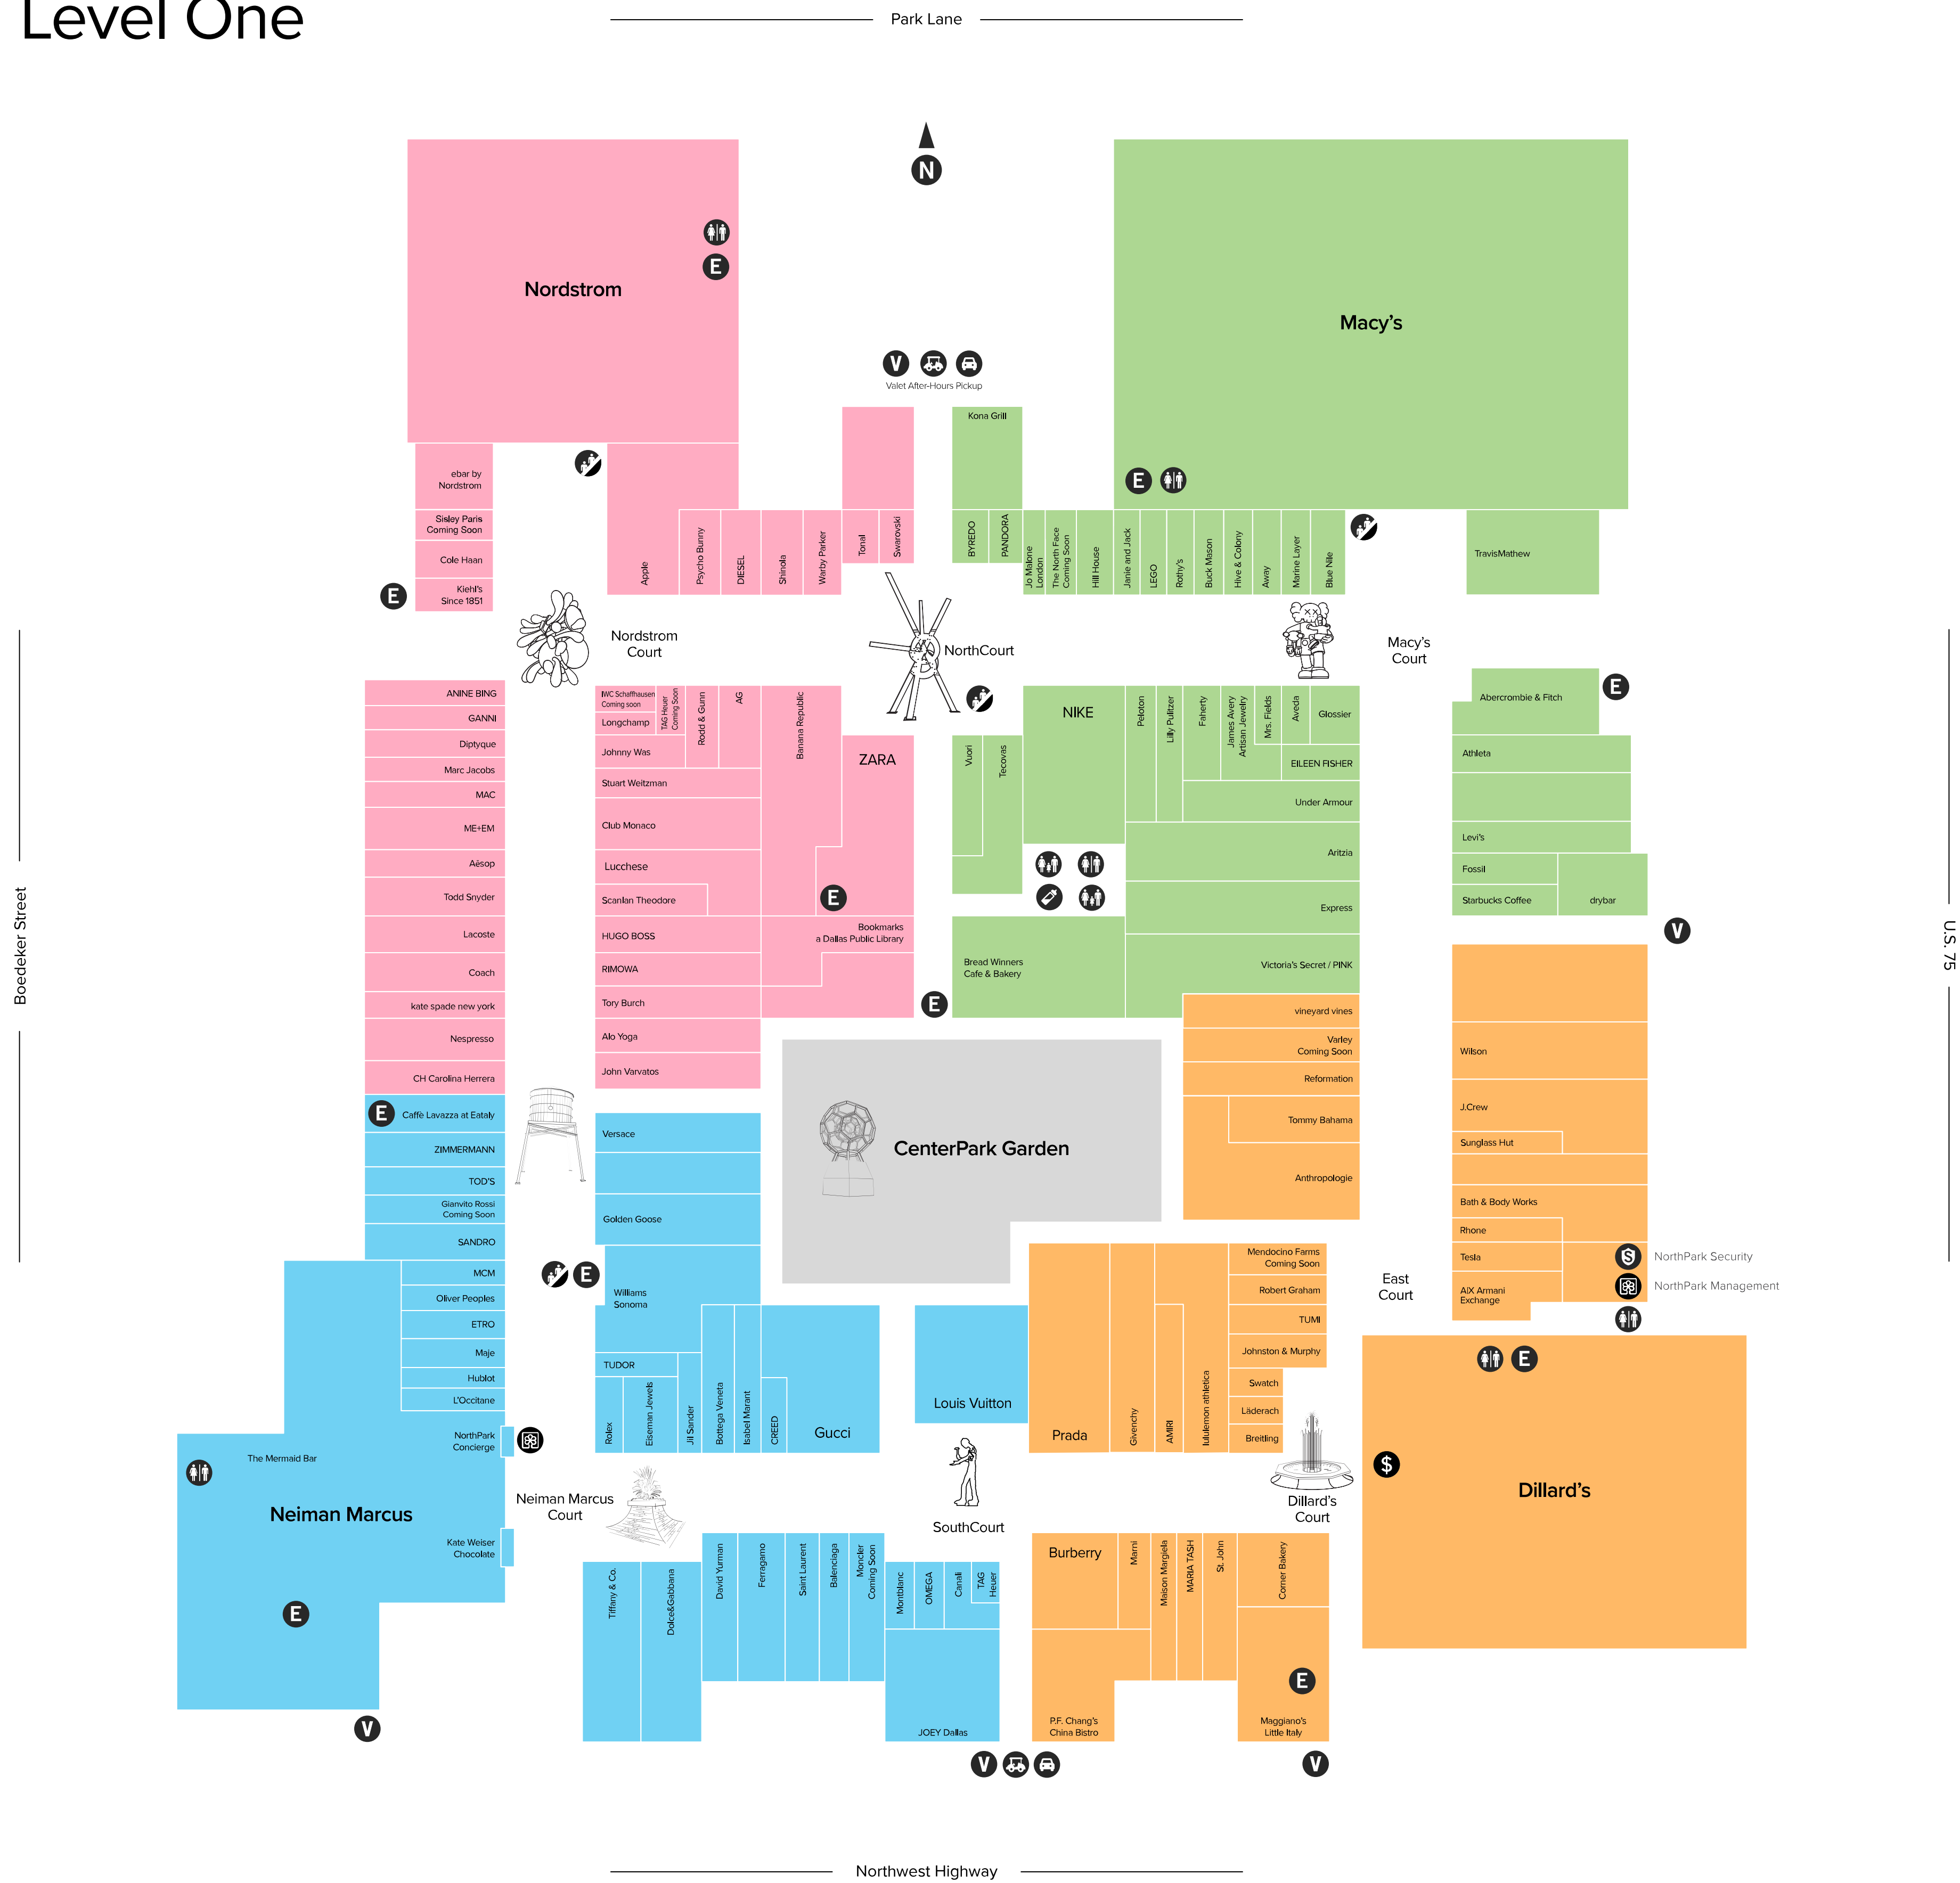 Level One
Park Lane
N
Nordstrom
E
Macy's
V
Valet After-Hours Pickup
Kona Grill
E
ebar by
Nordstrom
Sisley Paris
Coming Soon
Cole Haan
Kiehl's
Since 1851
E
Apple
Psycho Bunny
DIESEL
Shinola
Warby Parker
Tonal
Swarovski
BYREDO
PANDORA
Jo Malone
London
The North Face
Coming Soon
Hill House
Janie and Jack
LEGO
Rothy's
Buck Mason
Hive & Colony
Away
Marine Layer
Blue Nile
TravisMathew
Nordstrom
Court
NorthCourt
Macy's
Court
ANINE BING
GANNI
Diptyque
Marc Jacobs
MAC
ME+EM
Aēsop
Todd Snyder
Lacoste
Coach
kate spade new york
Nespresso
CH Carolina Herrera
IWC Schaffhausen
Coming soon
TAG Heuer
Coming Soon
Longchamp
Rodd & Gunn
AG
Banana Republic
Johnny Was
Stuart Weitzman
Club Monaco
Lucchese
Scanlan Theodore
HUGO BOSS
RIMOWA
Tory Burch
Alo Yoga
John Varvatos
ZARA
E
Bookmarks
a Dallas Public Library
E
Vuori
Tecovas
NIKE
Peloton
Lilly Pulitzer
Faherty
James Avery
Artisan Jewelry
Mrs. Fields
Aveda
Glossier
EILEEN FISHER
Under Armour
Aritzia
Express
Victoria's Secret / PINK
Bread Winners
Cafe & Bakery
Abercrombie & Fitch
E
Athleta
Levi's
Fossil
Starbucks Coffee
drybar
V
Boedeker Street
U.S. 75
vineyard vines
Varley
Coming Soon
Reformation
Tommy Bahama
Anthropologie
Wilson
J.Crew
Sunglass Hut
Bath & Body Works
Rhone
Tesla
A|X Armani
Exchange
S
NorthPark Security
NorthPark Management
CenterPark Garden
E
Caffè Lavazza at Eataly
ZIMMERMANN
TOD'S
Gianvito Rossi
Coming Soon
SANDRO
MCM
Oliver Peoples
ETRO
Maje
Hublot
L'Occitane
NorthPark
Concierge
Kate Weiser
Chocolate
The Mermaid Bar
Neiman Marcus
E
V
Versace
Golden Goose
E
Williams
Sonoma
TUDOR
Rolex
Eiseman Jewels
Jil Sander
Bottega Veneta
Isabel Marant
CREED
Gucci
Louis Vuitton
Prada
Givenchy
AMIRI
lululemon athletica
Mendocino Farms
Coming Soon
Robert Graham
TUMI
Johnston & Murphy
Swatch
Läderach
Breitling
East
Court
E
$
Dillard's
Neiman Marcus
Court
SouthCourt
Dillard's
Court
Tiffany & Co.
Dolce&Gabbana
David Yurman
Ferragamo
Saint Laurent
Balenciaga
Moncler
Coming Soon
Montblanc
OMEGA
Canali
TAG
Heuer
JOEY Dallas
Burberry
Marni
Maison Margiela
MARIA TASH
St. John
Corner Bakery
P.F. Chang's
China Bistro
E
Maggiano's
Little Italy
V
V
Northwest Highway